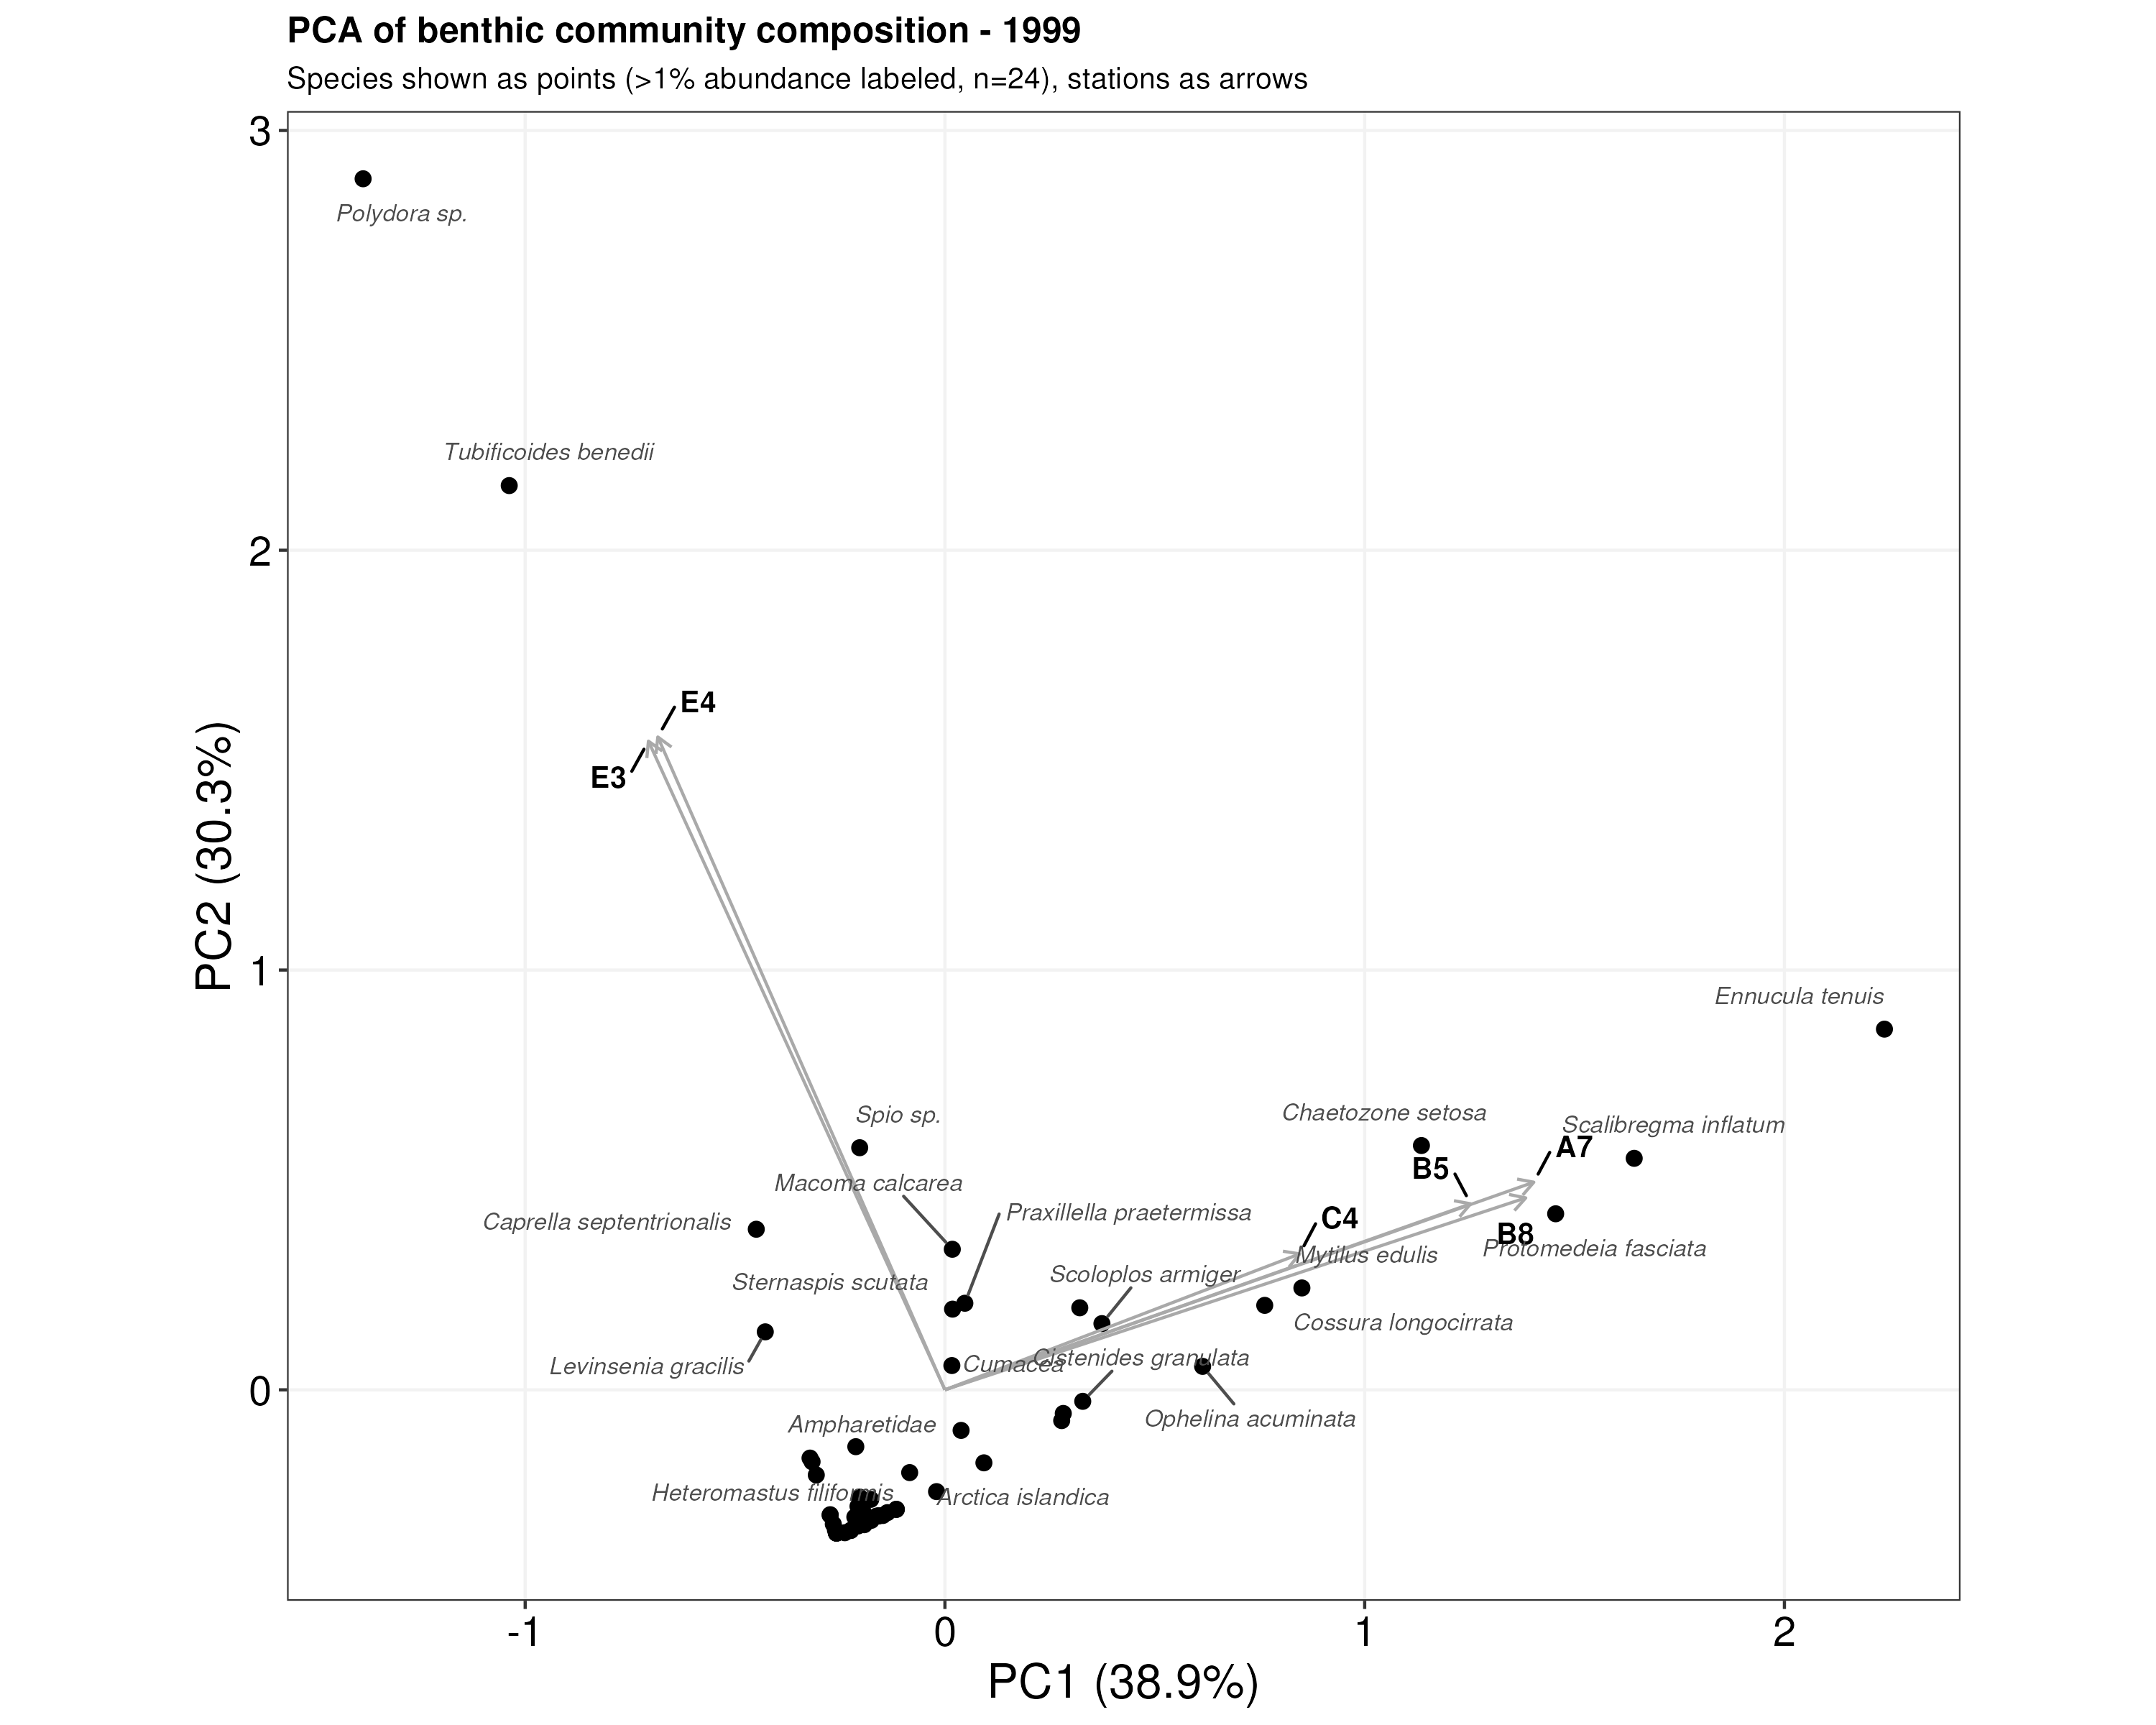 PCA of benthic community composition - 1999
Species shown as points (>1% abundance labeled, n=24), stations as arrows
3
Polydora sp.
Tubificoides benedii
2
E4
E3
PC2 (30.3%)
1
Ennucula tenuis
Spio sp.
Chaetozone setosa
Scalibregma inflatum
A7
B5
Macoma calcarea
Caprella septentrionalis
Praxillella praetermissa
C4
B8
Protomedeia fasciata
Mytilus edulis
Sternaspis scutata
Scoloplos armiger
Cossura longocirrata
Levinsenia gracilis
Cumacea
Cistenides granulata
0
Ampharetidae
Ophelina acuminata
Heteromastus filiformis
Arctica islandica
-1
0
1
2
PC1 (38.9%)